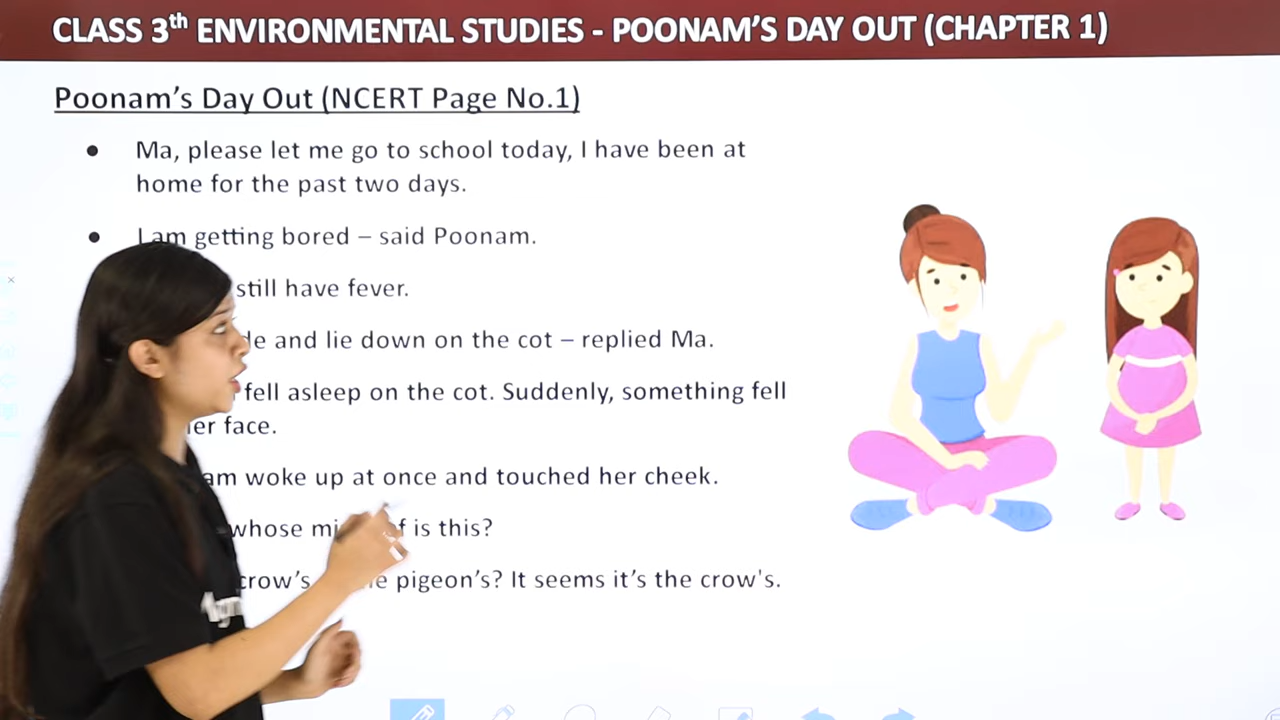 CLASS 3th ENVIRONMENTAL STUDIES - POONAM’S DAY OUT (CHAPTER 1)
Poonam’s Day Out (NCERT Page No.1)
● Ma, please let me go to school today, I have been at
home for the past two days.
● I am getting bored – said Poonam.
still have fever.
and lie down on the cot – replied Ma.
fell asleep on the cot. Suddenly, something fell
face.
woke up at once and touched her cheek.
whose is this?
crow’s pigeon’s? It seems it’s the crow's.